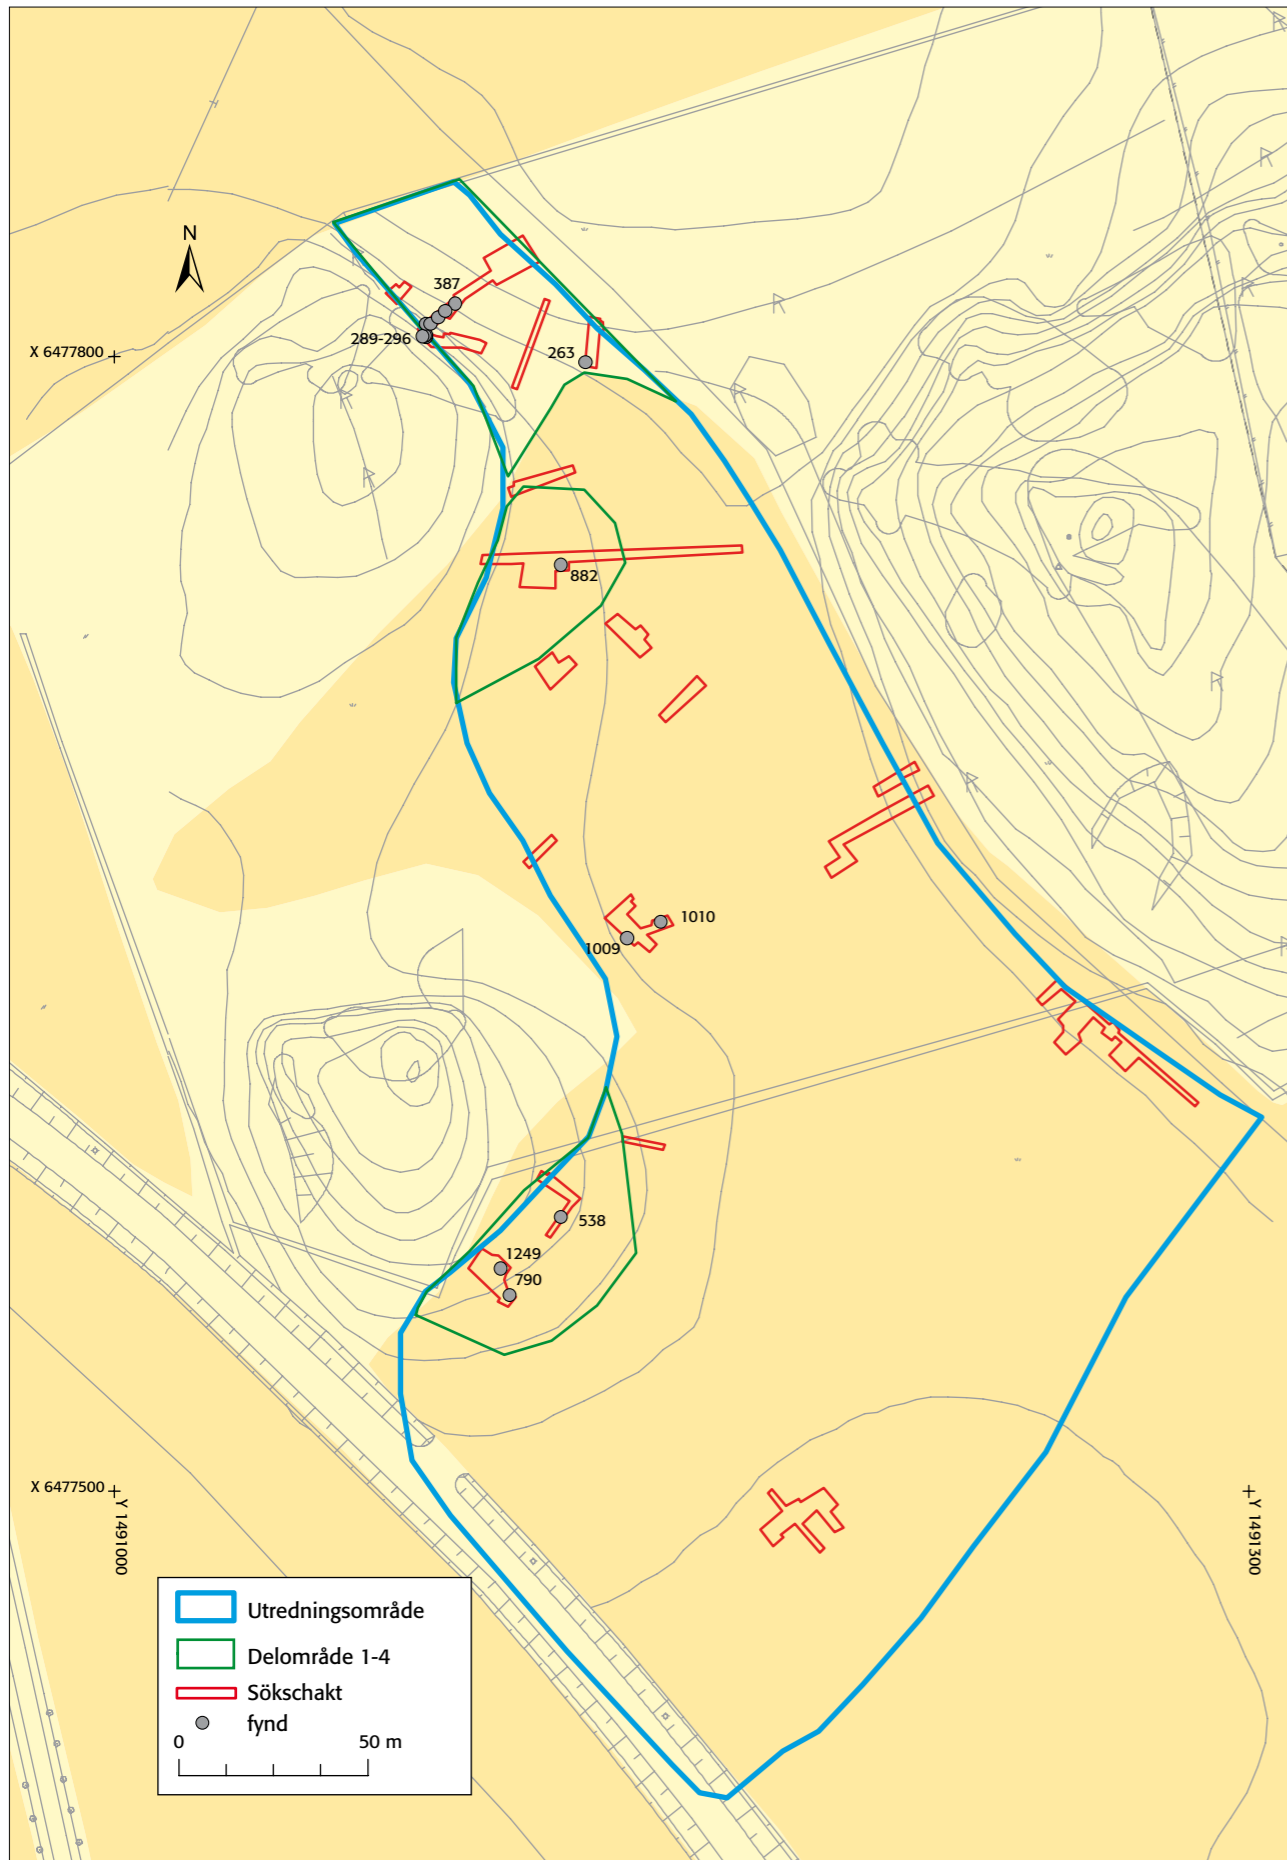 N
387
289-296
X 6477800
263
882
1010
1009
538
1249
790
X 6477500
Y 1491000
Y 1491300
Utredningsområde
Delområde 1-4
Sökschakt
fynd
0 50 m
R
R
R
R
R
R
R
R
R
R
R